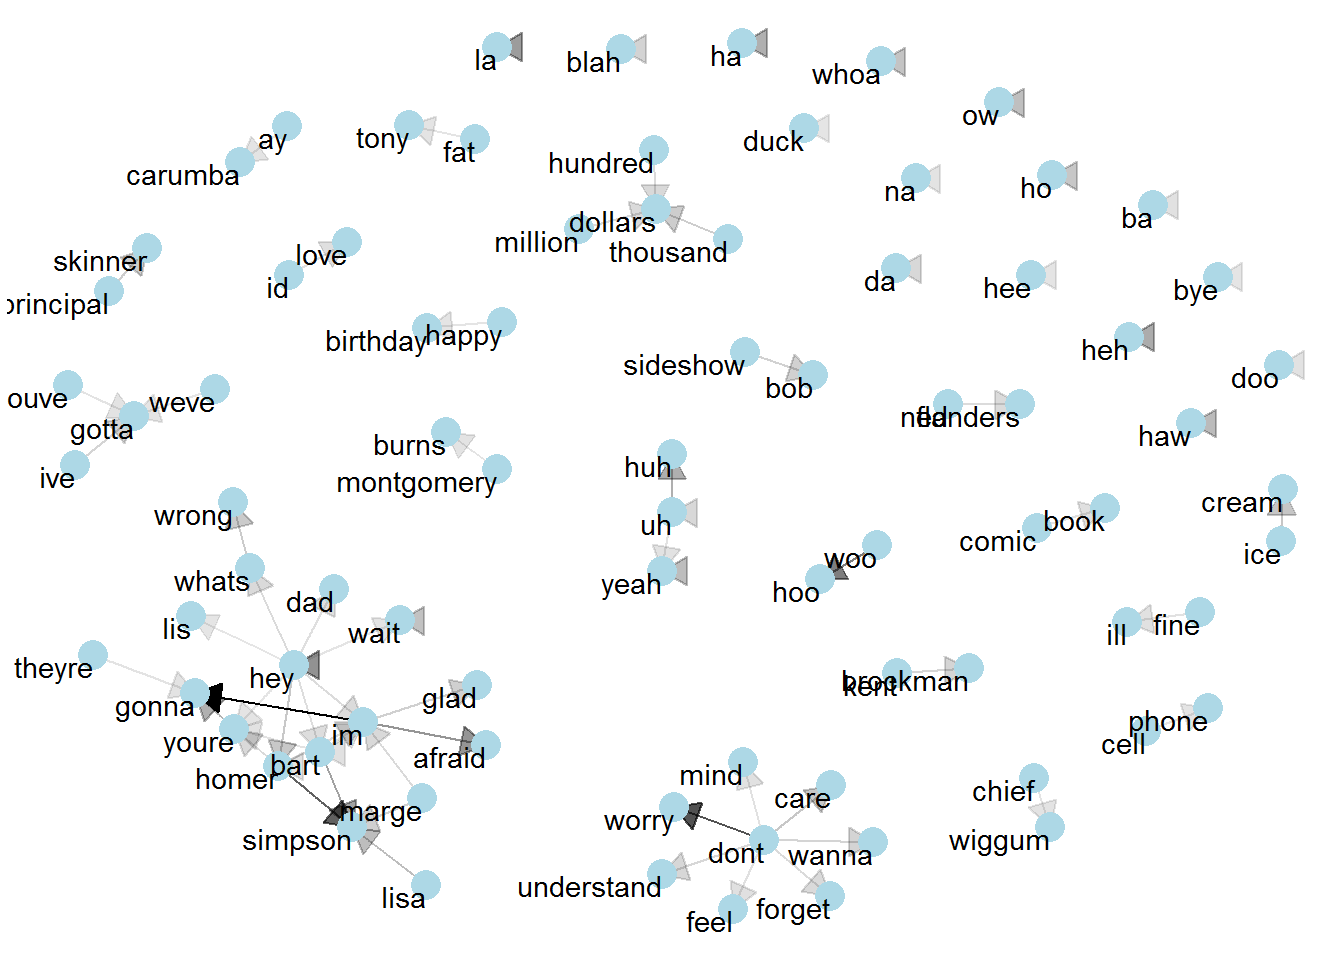 la
blah
ha
whoa
ow
ay
tony
fat
duck
carumba
hundred
na
ho
ba
dollars
million
thousand
skinner
love
id
principal
da
hee
bye
birthday
happy
sideshow
bob
heh
doo
ouve
weve
gotta
ned
flanders
haw
burns
huh
ive
montgomery
cream
wrong
uh
book
comic
ice
whats
yeah
woo
hoo
dad
lis
wait
ill
fine
theyre
hey
glad
kent
brockman
gonna
youre
im
phone
cell
homer
bart
afraid
mind
care
chief
marge
simpson
worry
dont
wanna
wiggum
lisa
understand
feel
forget